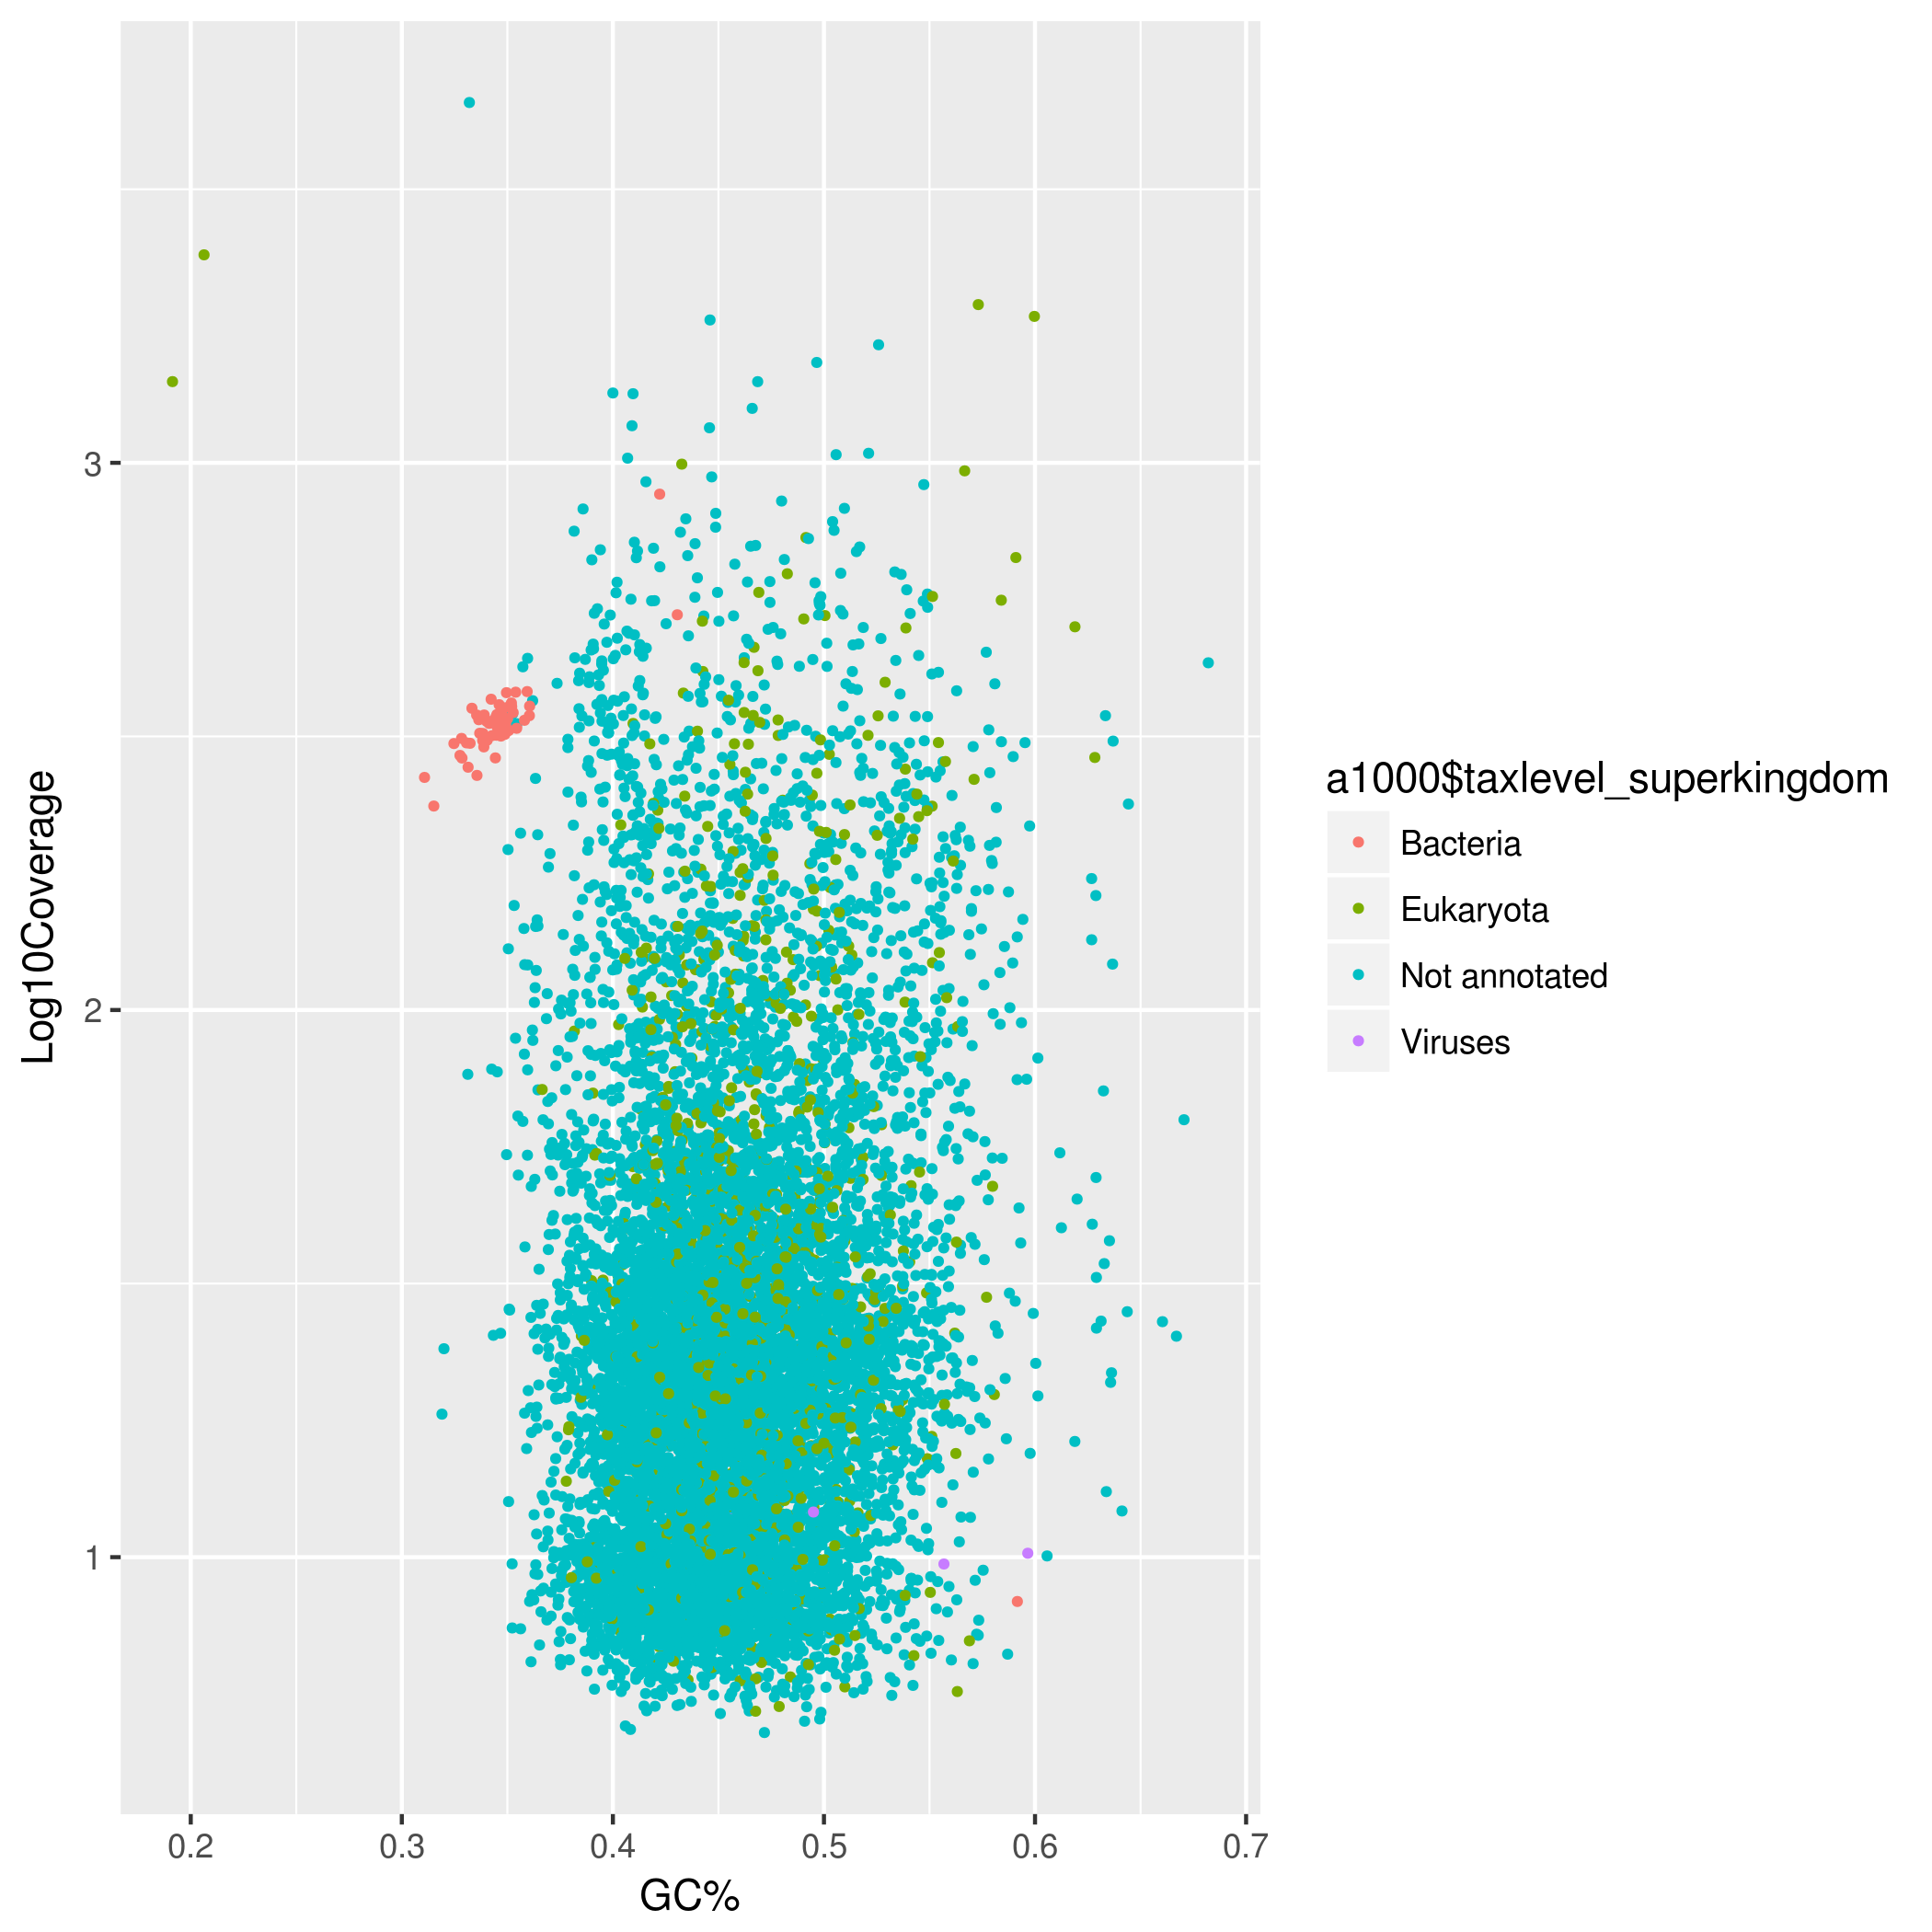 3
2
1
Log10Coverage
0.2 0.3 0.4 0.5 0.6 0.7
GC%
a1000$taxlevel_superkingdom
Bacteria
Eukaryota
Not annotated
Viruses